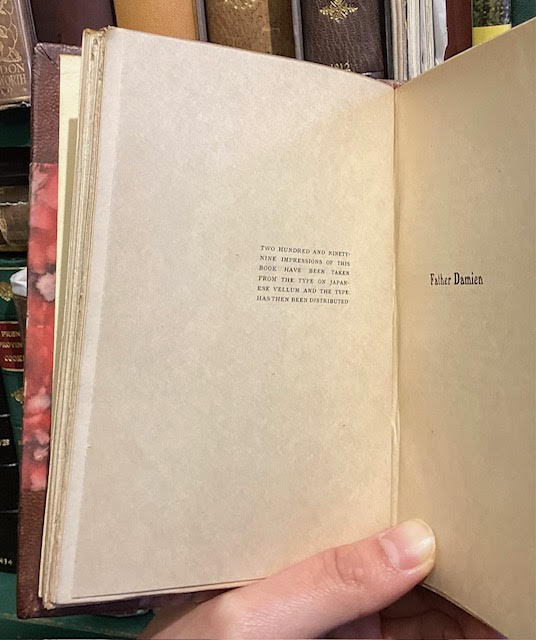 TWO HUNDRED AND NINETY-
NINE IMPRESSIONS OF THIS
BOOK HAVE BEEN TAKEN
FROM THE TYPE ON JAPAN-
ESE VELLUM AND THE TYPE
HAS THEN BEEN DISTRIBUTED
Father Damien